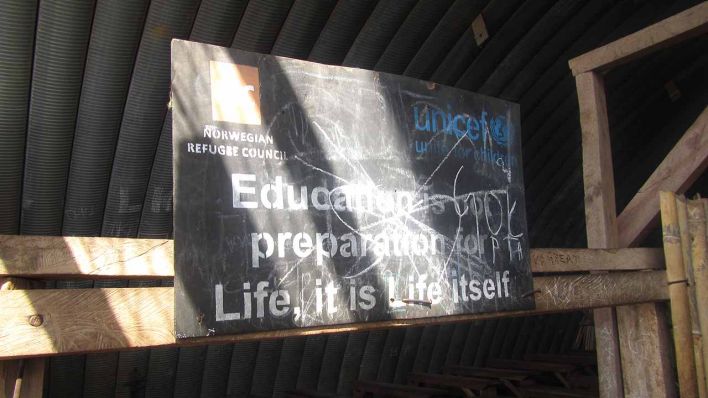 NORWEGIAN
REFUGEE COUNCIL
unicef
Education is
preparation for
Life, it is Life itself